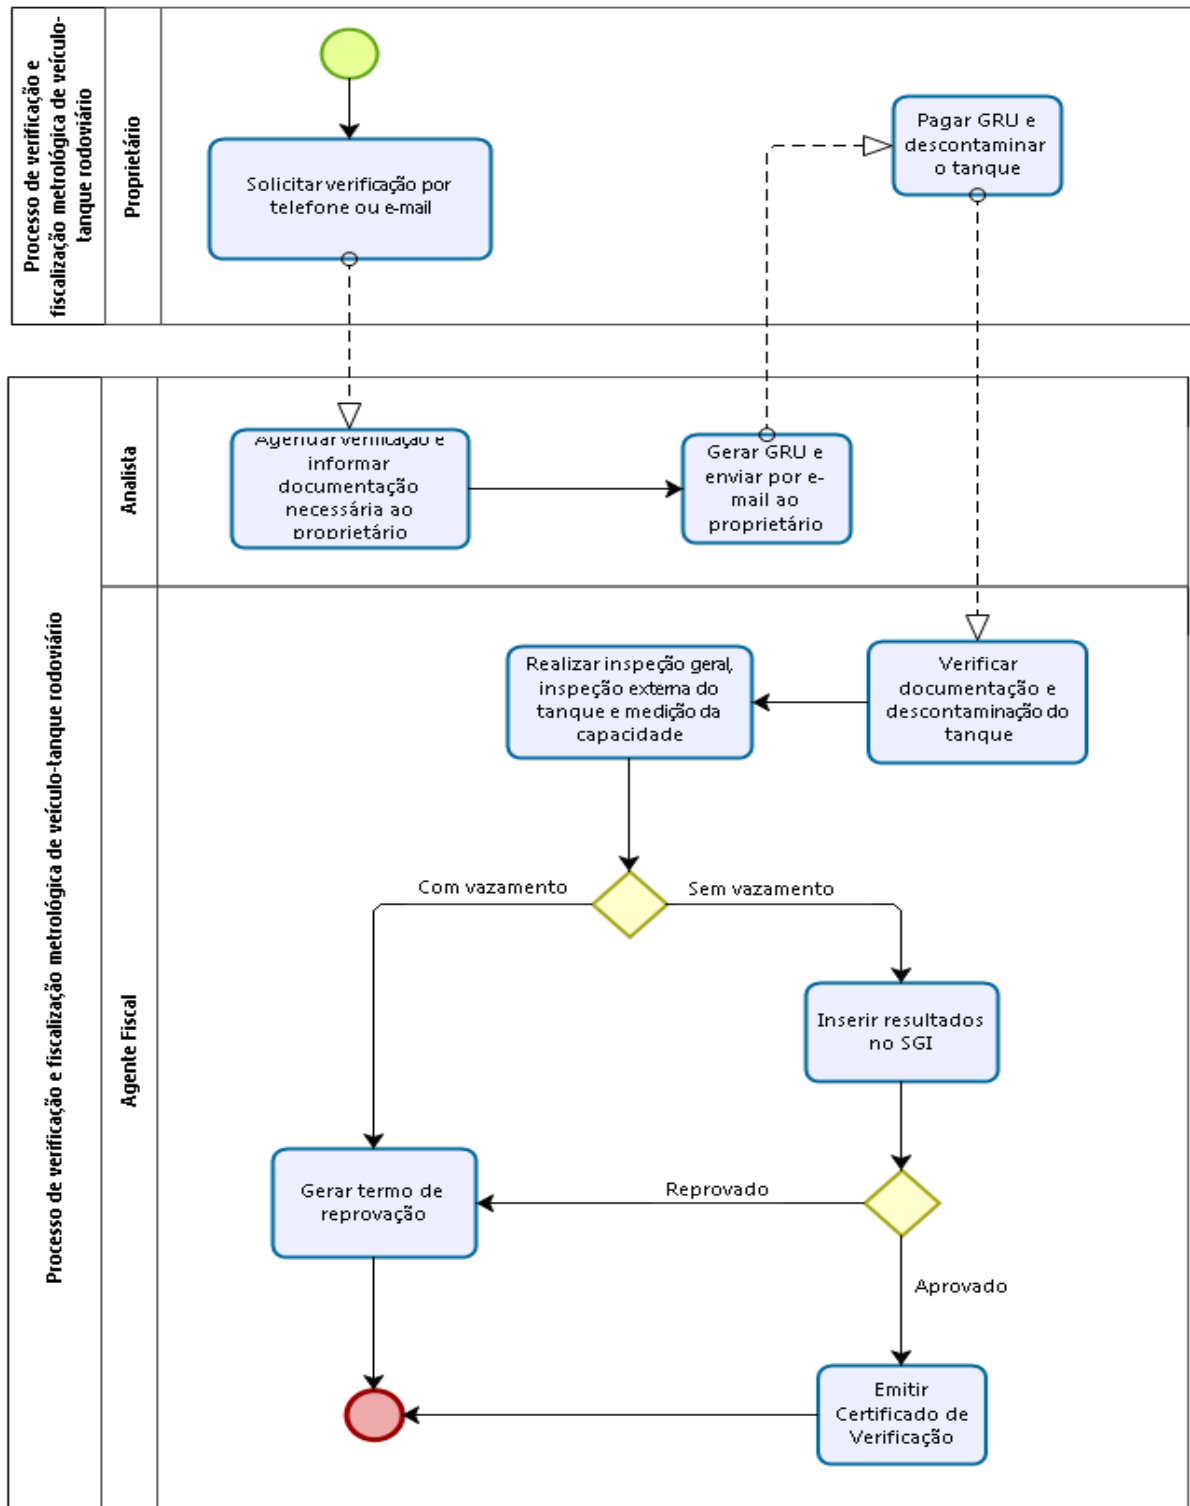 Processo de verificação e
fiscalização metrológica de veículo-
tanque rodoviário
Proprietário
Solicitar verificação por
telefone ou e-mail
Pagar GRU e
descontaminar
o tanque
Processo de verificação e fiscalização metrológica de veículo-tanque rodoviário
Analista
Agendar verificação e
informar
documentação
necessária ao
proprietário
Gerar GRU e
enviar por e-
mail ao
proprietário
Agente Fiscal
Verificar
documentação e
descontaminação do
tanque
Realizar inspeção geral,
inspeção externa do
tanque e medição da
capacidade
Com vazamento
Sem vazamento
Inserir resultados
no SGI
Gerar termo de
reprovação
Reprovado
Aprovado
Emitir
Certificado de
Verificação